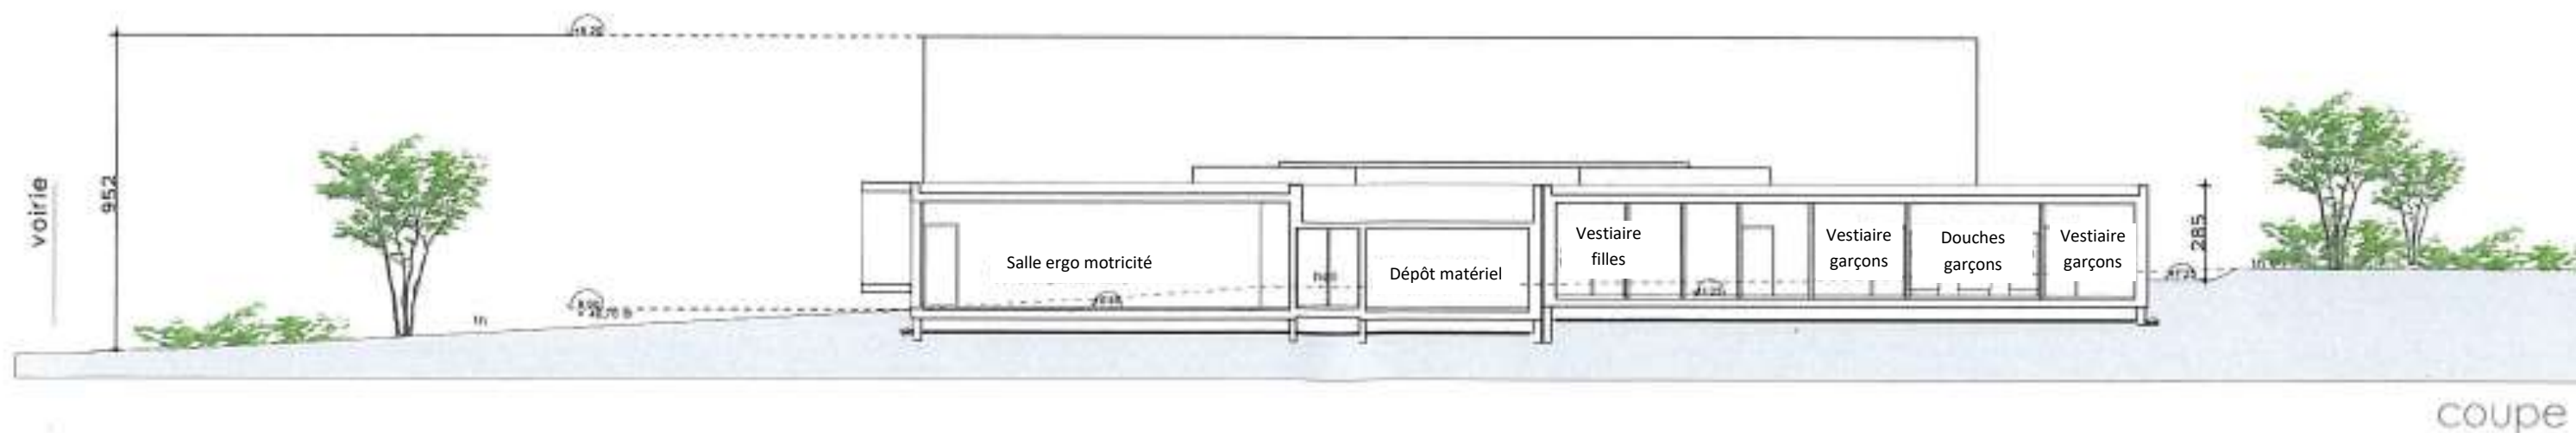 voirie
952
Salle ergo motricité
hall
Dépôt matériel
Vestiaire
filles
Vestiaire
garçons
Douches
garçons
Vestiaire
garçons
285
coupe